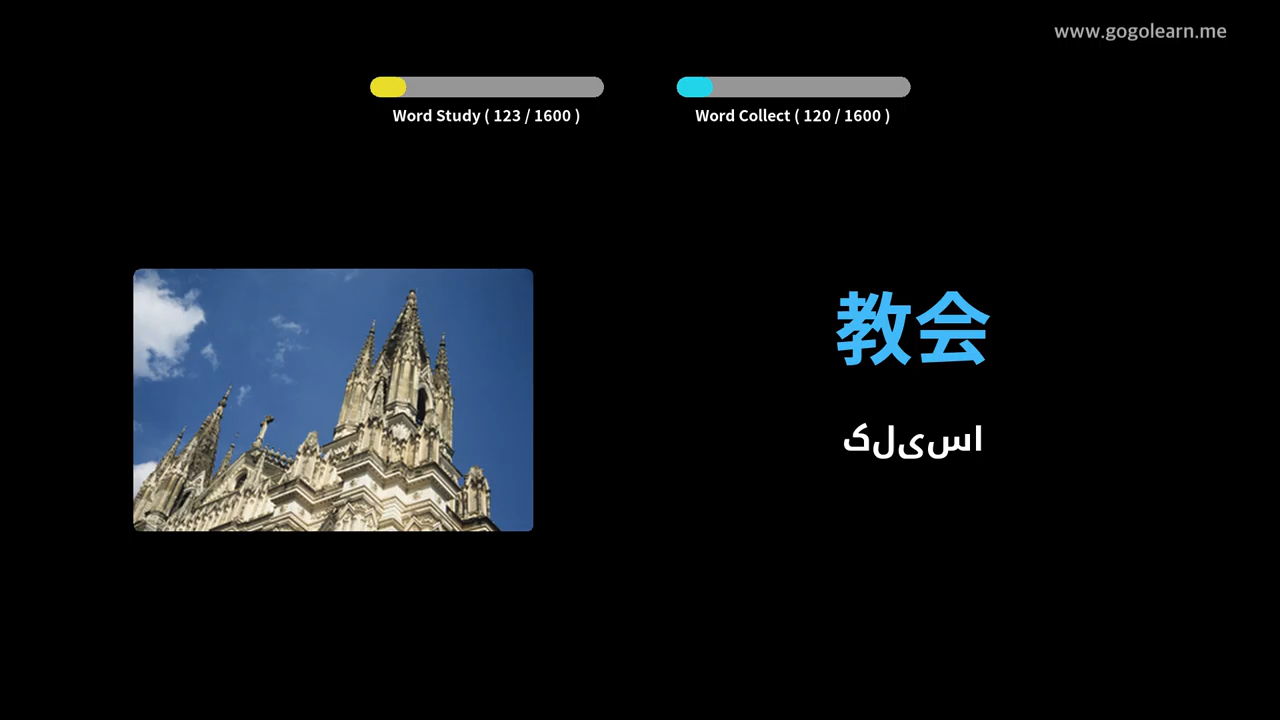 www.gogolearn.me
Word Study ( 123 / 1600 )
Word Collect ( 120 / 1600 )
教会
کلیسا